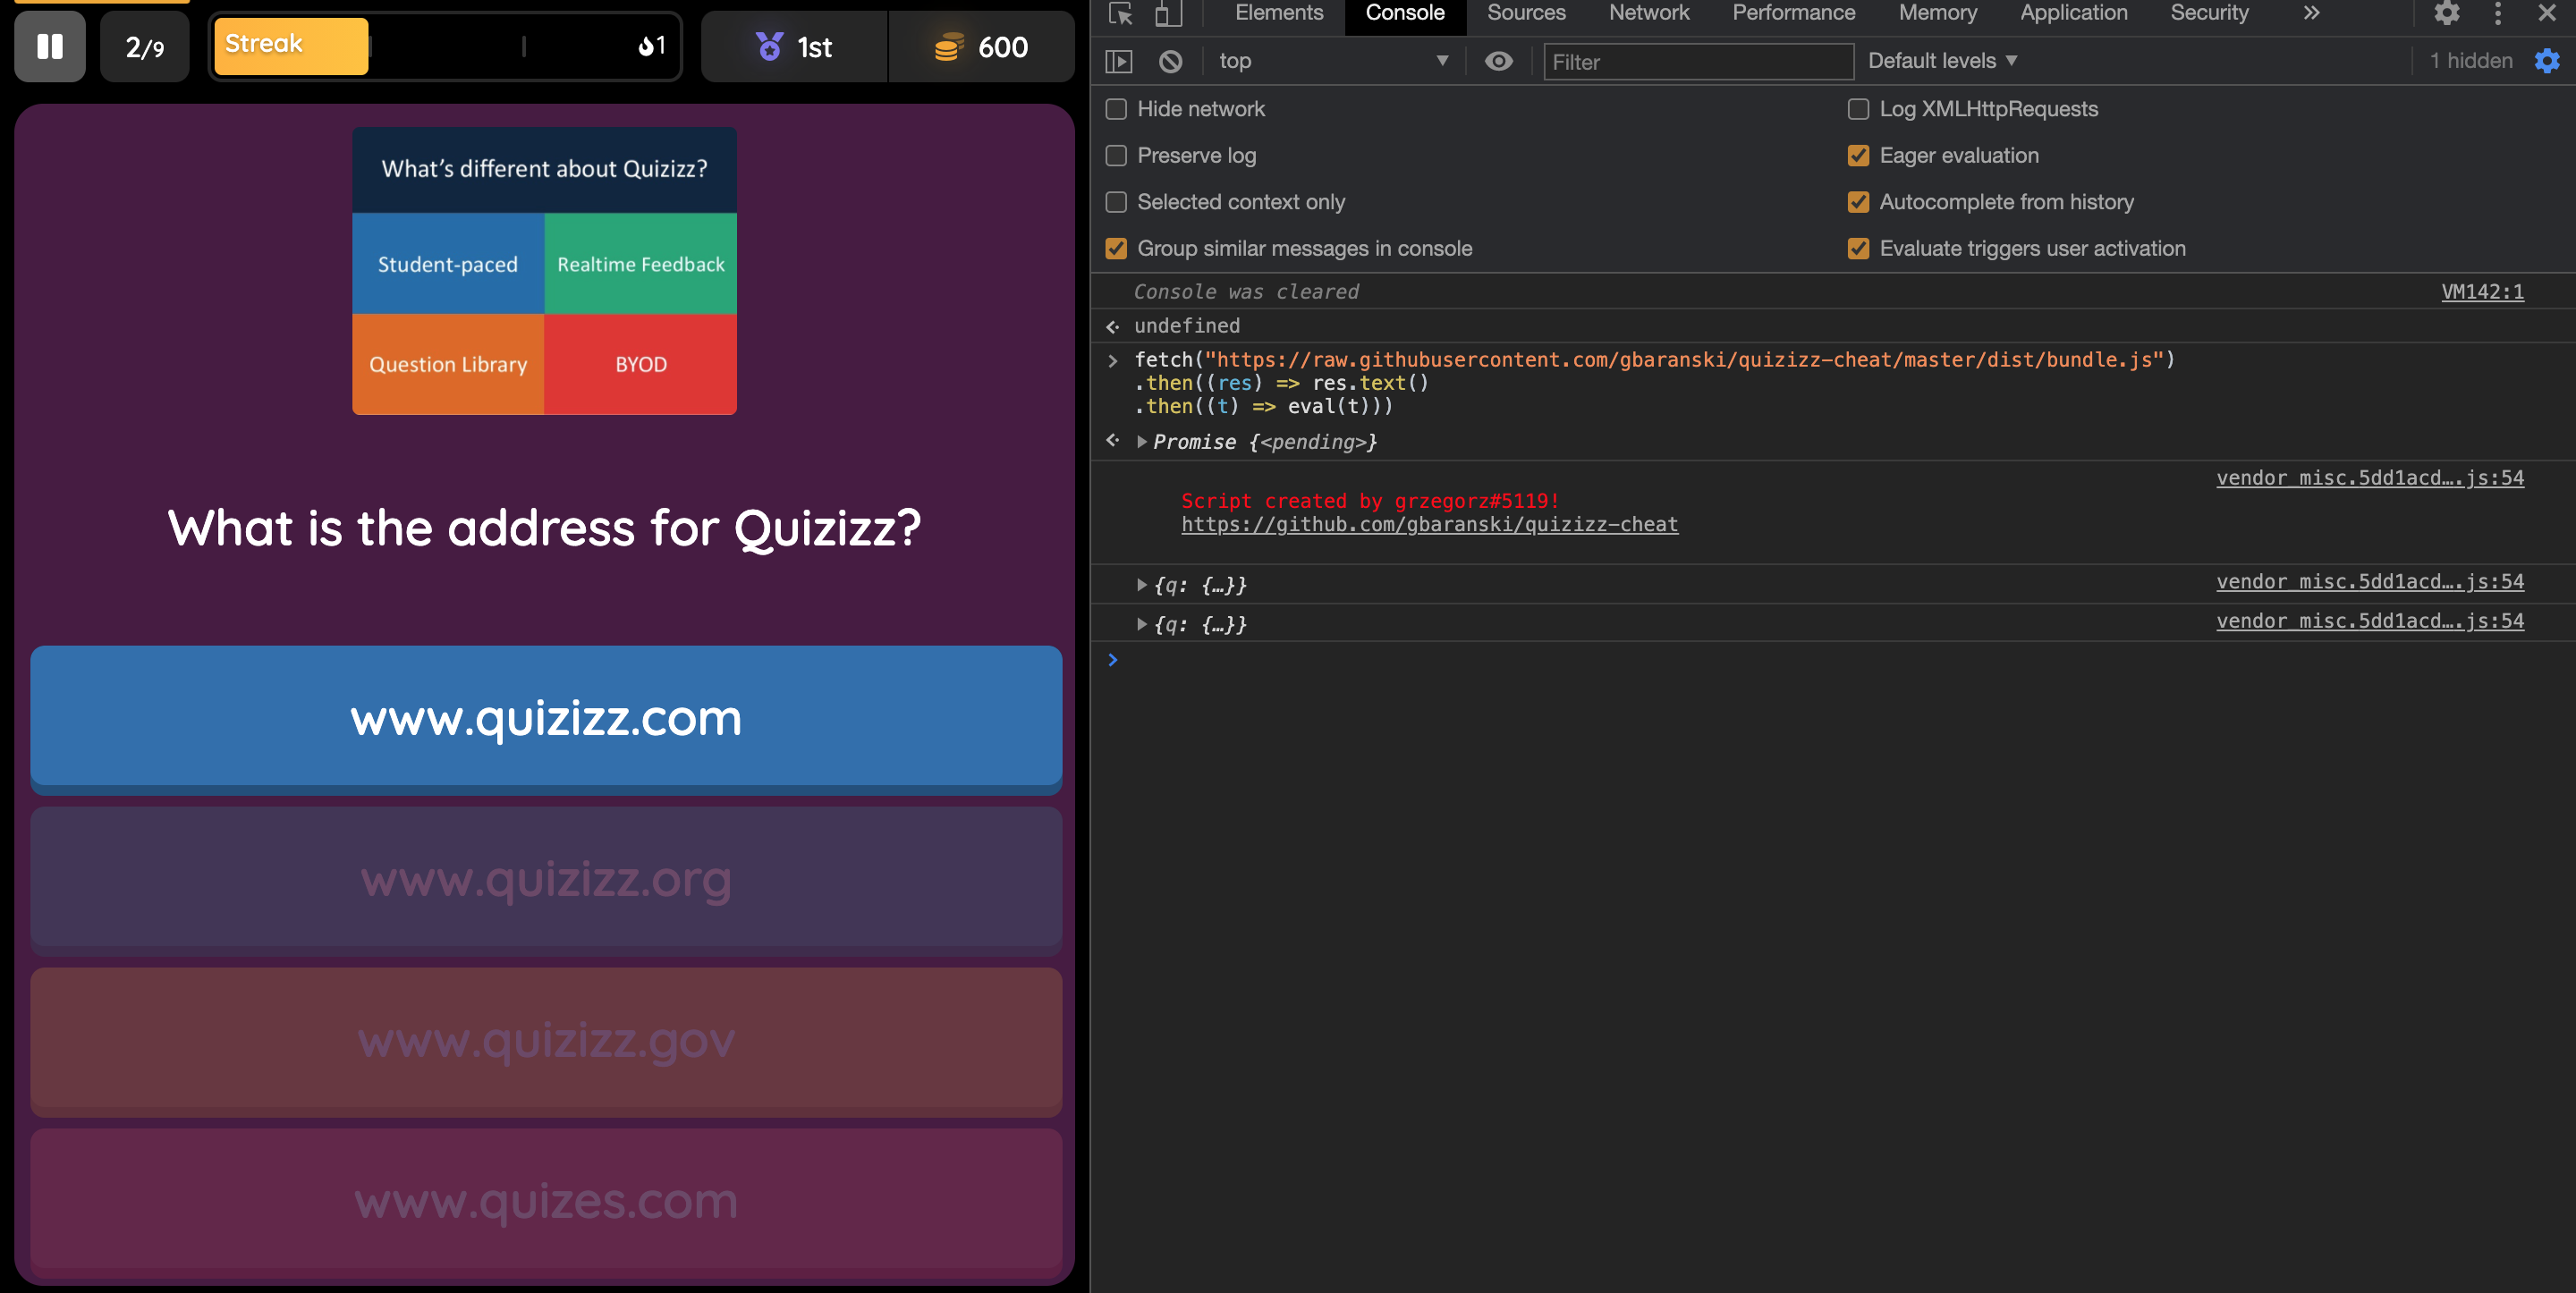 2/9
Streak
1
1st
600
What's different about Quizizz?
Student-paced
Realtime Feedback
Question Library
BYOD
What is the address for Quizizz?
www.quizizz.com
www.quizizz.org
www.quizizz.gov
www.quizes.com
Elements Console Sources Network Performance Memory Application Security »
top Filter Default levels 1 hidden
Hide network
Log XMLHttpRequests
Preserve log
Eager evaluation
Selected context only
Autocomplete from history
Group similar messages in console
Evaluate triggers user activation
Console was cleared VM142:1
undefined
fetch("https://raw.githubusercontent.com/gbaranski/quizizz-cheat/master/dist/bundle.js")
.then((res) => res.text()
.then((t) => eval(t)))
Promise {<pending>}
vendor_misc.5dd1acd….js:54
Script created by grzegorz#5119!
https://github.com/gbaranski/quizizz-cheat
{q: {…}} vendor_misc.5dd1acd….js:54
{q: {…}} vendor_misc.5dd1acd….js:54